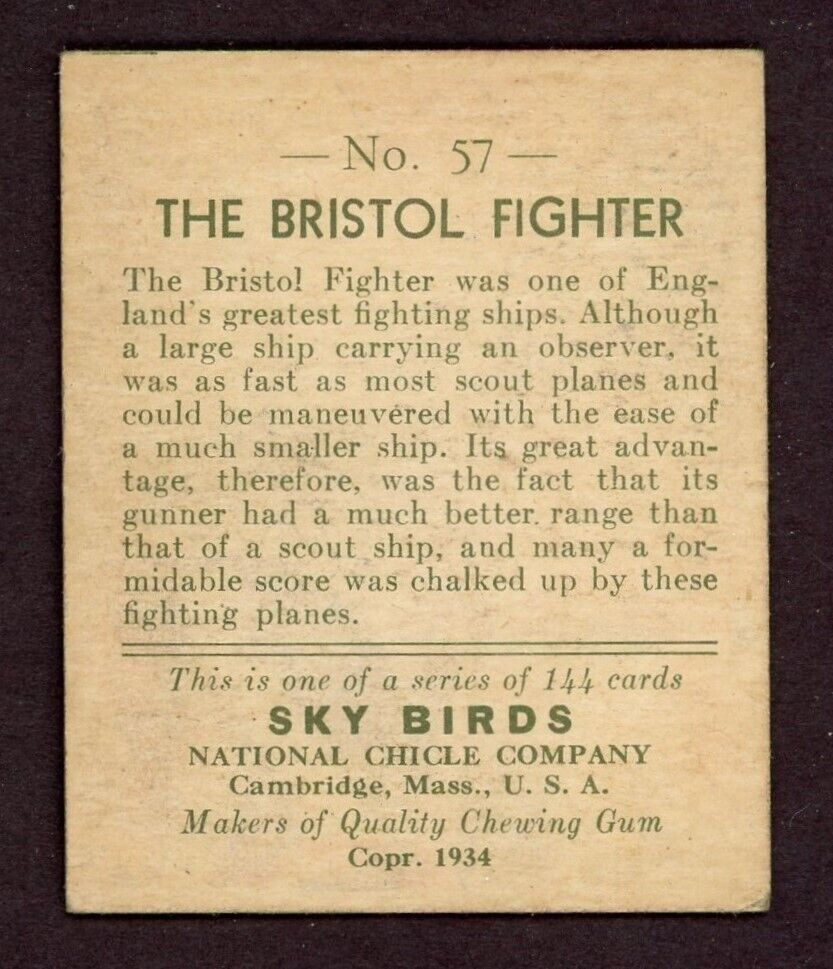 — No. 57 —
THE BRISTOL FIGHTER
The Bristol Fighter was one of Eng-
land's greatest fighting ships. Although
a large ship carrying an observer, it
was as fast as most scout planes and
could be maneuvered with the ease of
a much smaller ship. Its great advan-
tage, therefore, was the fact that its
gunner had a much better range than
that of a scout ship, and many a for-
midable score was chalked up by these
fighting planes.
This is one of a series of 144 cards
SKY BIRDS
NATIONAL CHICLE COMPANY
Cambridge, Mass., U. S. A.
Makers of Quality Chewing Gum
Copr. 1934